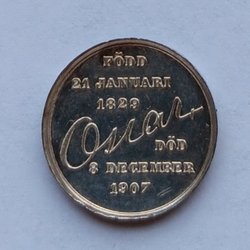 FÖDD
21 JANUARI
1829
Oscar.
DÖD
8 DECEMBER
1907